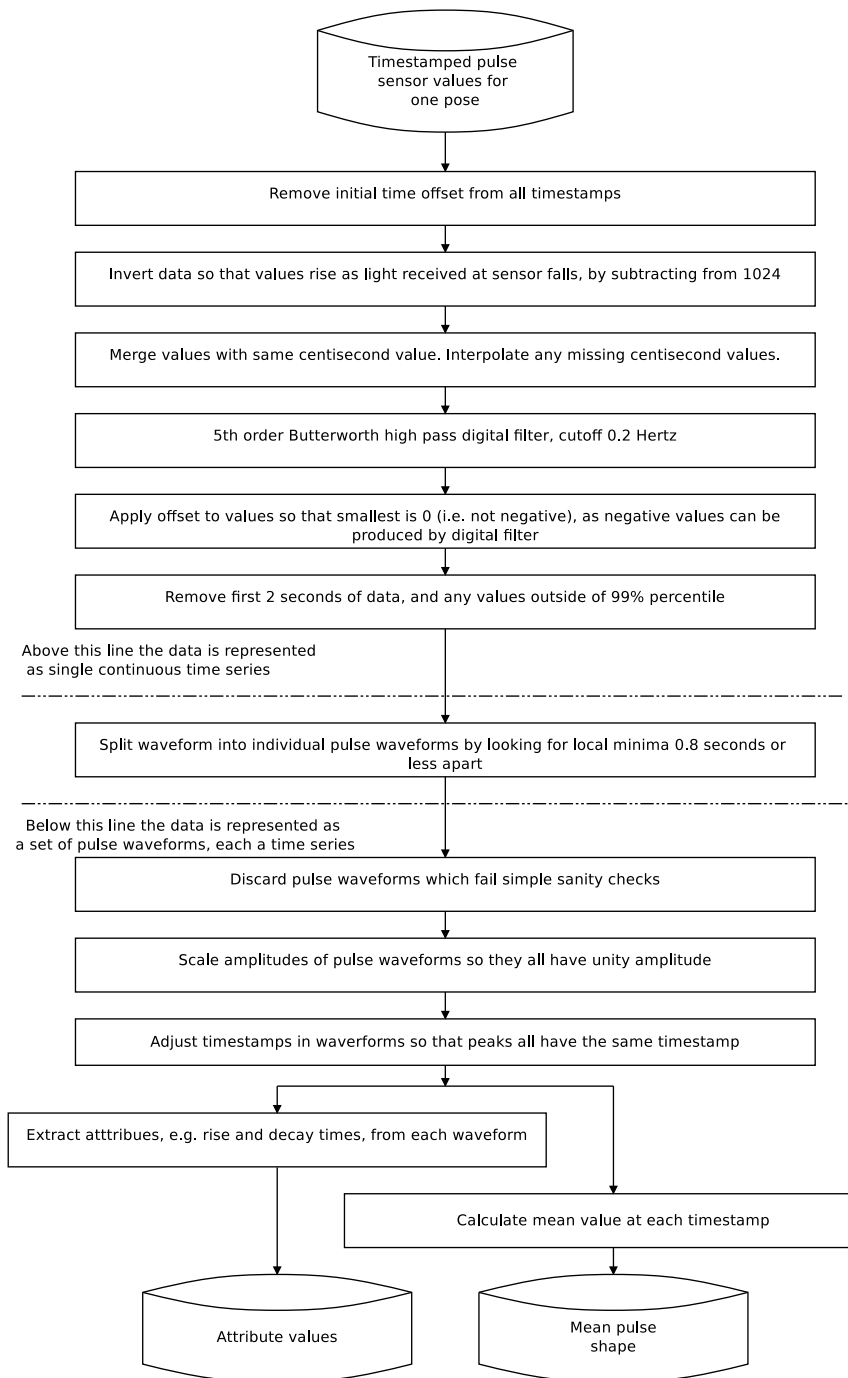 Timestamped pulse
sensor values for
one pose
Remove initial time offset from all timestamps
Invert data so that values rise as light received at sensor falls, by subtracting from 1024
Merge values with same centisecond value. Interpolate any missing centisecond values.
5th order Butterworth high pass digital filter, cutoff 0.2 Hertz
Apply offset to values so that smallest is 0 (i.e. not negative), as negative values can be
produced by digital filter
Remove first 2 seconds of data, and any values outside of 99% percentile
Above this line the data is represented
as single continuous time series
Split waveform into individual pulse waveforms by looking for local minima 0.8 seconds or
less apart
Below this line the data is represented as
a set of pulse waveforms, each a time series
Discard pulse waveforms which fail simple sanity checks
Scale amplitudes of pulse waveforms so they all have unity amplitude
Adjust timestamps in waverforms so that peaks all have the same timestamp
Extract atttribues, e.g. rise and decay times, from each waveform
Calculate mean value at each timestamp
Attribute values
Mean pulse
shape